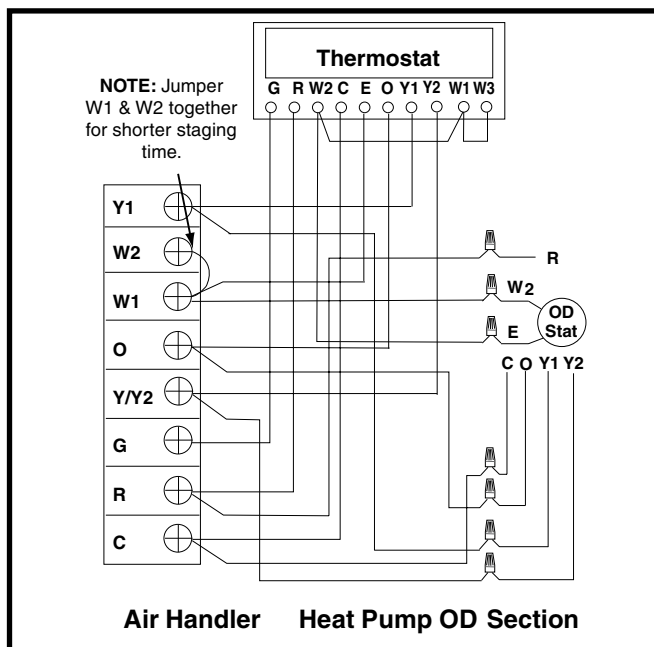 Thermostat
G R W2 C E O Y1 Y2 W1 W3
NOTE: Jumper
W1 & W2 together
for shorter staging
time.
Y1
W2
W1
O
Y/Y2
G
R
C
R
W2
OD
Stat
E
C O Y1 Y2
Air Handler Heat Pump OD Section